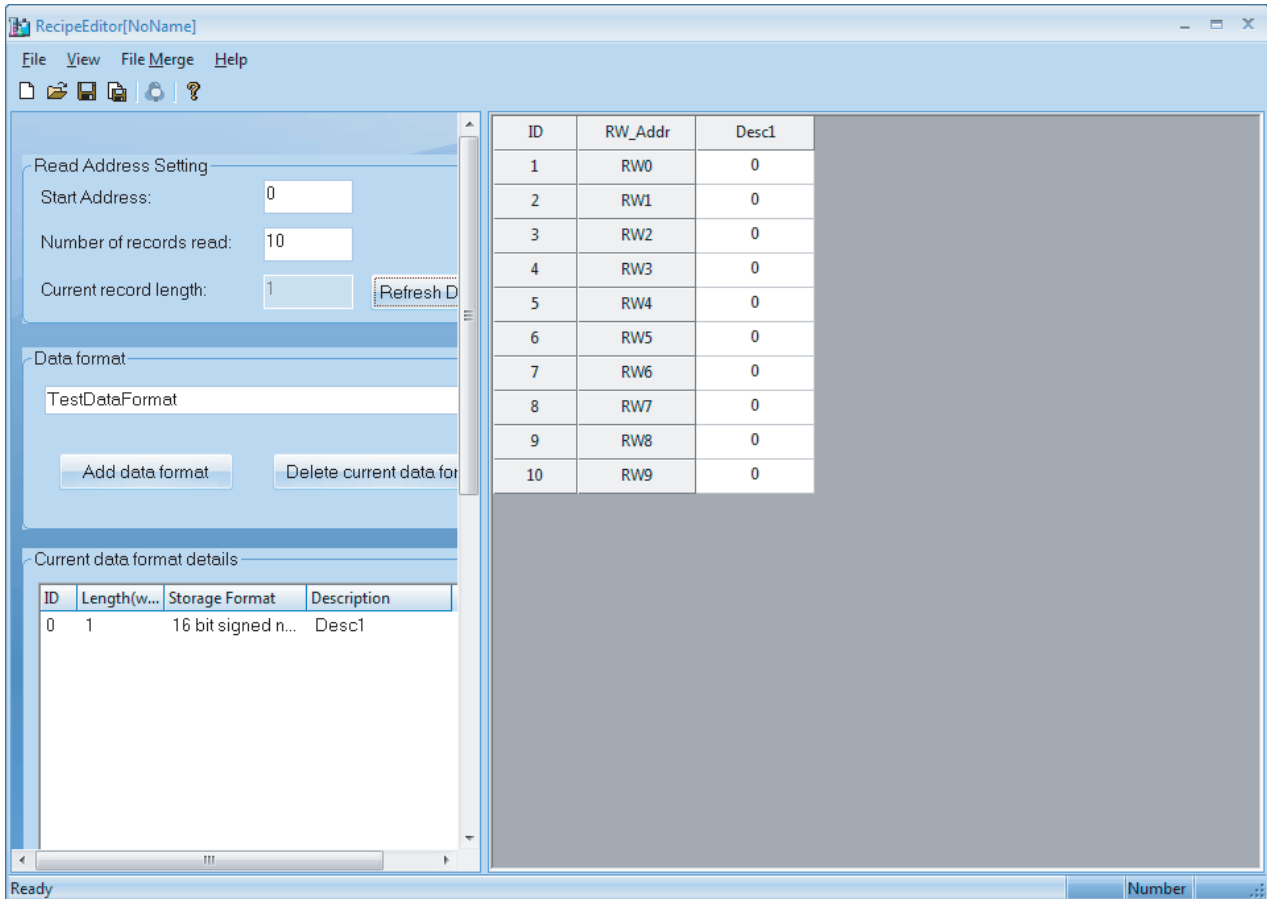 RecipeEditor[NoName]
File View File Merge Help
Read Address Setting
Start Address: 0
Number of records read: 10
Current record length: 1 Refresh D
Data format
TestDataFormat
Add data format Delete current data for
Current data format details
ID Length(w... Storage Format Description
0 1 16 bit signed n... Desc1
ID RW_Addr Desc1
1 RW0 0
2 RW1 0
3 RW2 0
4 RW3 0
5 RW4 0
6 RW5 0
7 RW6 0
8 RW7 0
9 RW8 0
10 RW9 0
Ready Number